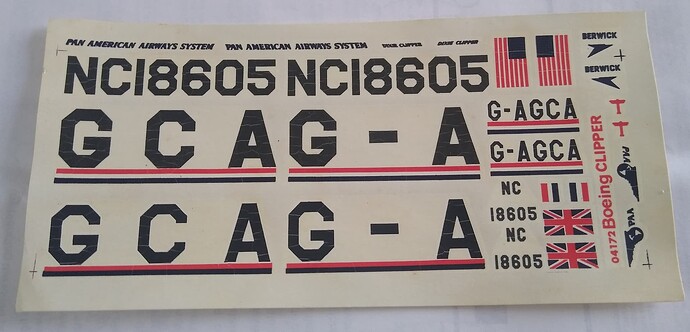 PAN AMERICAN AIRWAYS SYSTEM PAN AMERICAN AIRWAYS SYSTEM CLIPPER DIXIE CLIPPER
BERWICK
NC18605 NC18605
BERWICK
G-AGCA
G C A G - A
G-AGCA
NC
18605
NC
18605
G C A G - A
PAA
PAA
04172 Boeing CLIPPER